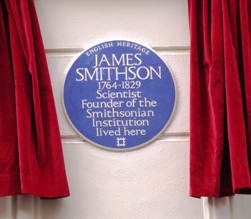 ENGLISH HERITAGE
JAMES
SMITHSON
1764-1829
Scientist
Founder of the
Smithsonian
Institution
lived here